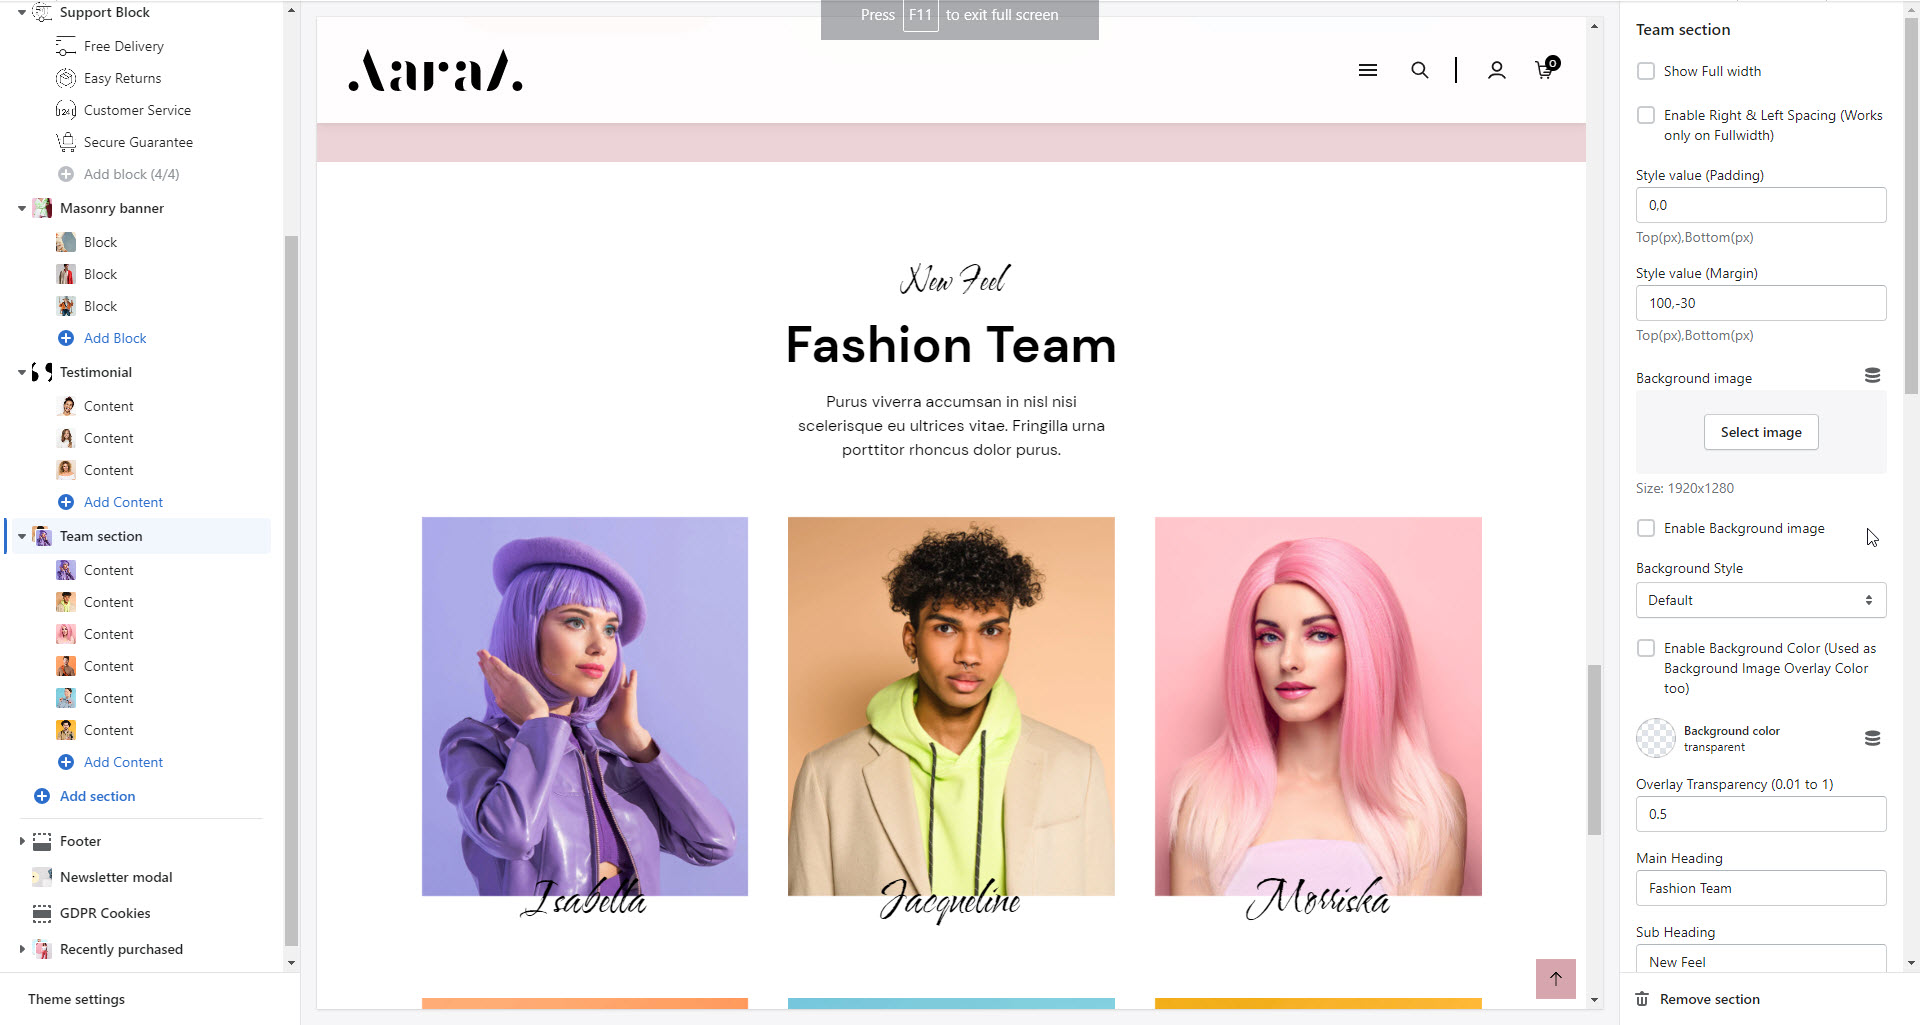 Support Block
Free Delivery
Easy Returns
Customer Service
Secure Guarantee
Add block (4/4)
Masonry banner
Block
Block
Block
Add Block
Testimonial
Content
Content
Content
Add Content
Team section
Content
Content
Content
Content
Content
Content
Add Content
Add section
Footer
Newsletter modal
GDPR Cookies
Recently purchased
Theme settings
Press F11 to exit full screen
Aaraa.
0
New Feel
Fashion Team
Purus viverra accumsan in nisl nisi
scelerisque eu ultrices vitae. Fringilla urna
porttitor rhoncus dolor purus.
Isabella
Jacqueline
Morriska
Team section
Show Full width
Enable Right & Left Spacing (Works
only on Fullwidth)
Style value (Padding)
0,0
Top(px),Bottom(px)
Style value (Margin)
100,-30
Top(px),Bottom(px)
Background image
Select image
Size: 1920x1280
Enable Background image
Background Style
Default
Enable Background Color (Used as
Background Image Overlay Color
too)
Background color
transparent
Overlay Transparency (0.01 to 1)
0.5
Main Heading
Fashion Team
Sub Heading
New Feel
Remove section